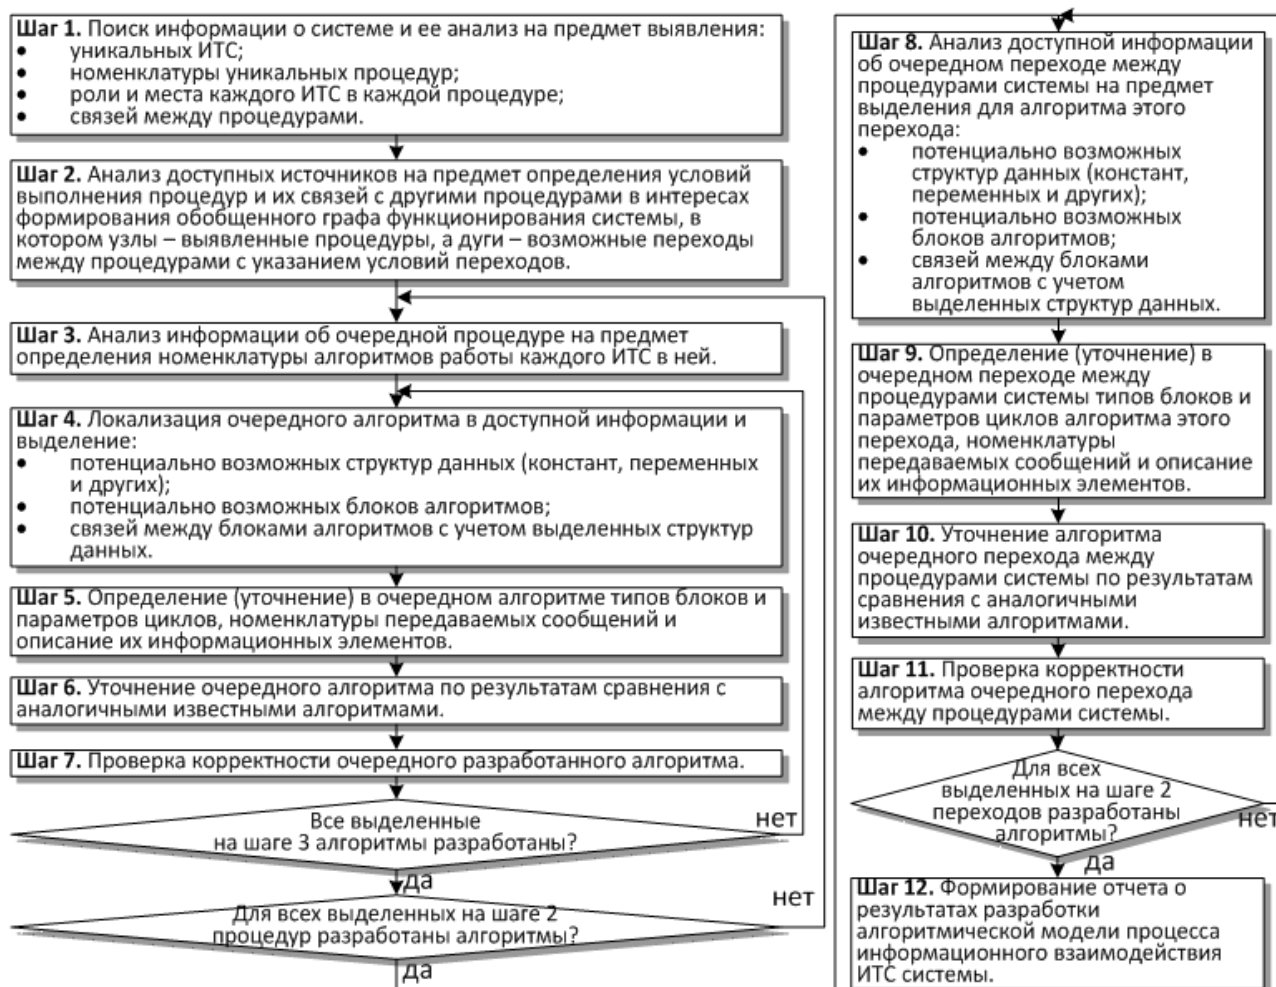 Шаг 1. Поиск информации о системе и ее анализ на предмет выявления:
• уникальных ИТС;
• номенклатуры уникальных процедур;
• роли и места каждого ИТС в каждой процедуре;
• связей между процедурами.
Шаг 2. Анализ доступных источников на предмет определения условий
выполнения процедур и их связей с другими процедурами в интересах
формирования обобщенного графа функционирования системы, в
котором узлы – выявленные процедуры, а дуги – возможные переходы
между процедурами с указанием условий переходов.
Шаг 3. Анализ информации об очередной процедуре на предмет
определения номенклатуры алгоритмов работы каждого ИТС в ней.
Шаг 4. Локализация очередного алгоритма в доступной информации и
выделение:
• потенциально возможных структур данных (констант, переменных
и других);
• потенциально возможных блоков алгоритмов;
• связей между блоками алгоритмов с учетом выделенных структур
данных.
Шаг 5. Определение (уточнение) в очередном алгоритме типов блоков и
параметров циклов, номенклатуры передаваемых сообщений и
описание их информационных элементов.
Шаг 6. Уточнение очередного алгоритма по результатам сравнения с
аналогичными известными алгоритмами.
Шаг 7. Проверка корректности очередного разработанного алгоритма.
Все выделенные
на шаге 3 алгоритмы разработаны?
нет
да
Для всех выделенных на шаге 2
процедур разработаны алгоритмы?
нет
да
Шаг 8. Анализ доступной информации
об очередном переходе между
процедурами системы на предмет
выделения для алгоритма этого
перехода:
• потенциально возможных
структур данных (констант,
переменных и других);
• потенциально возможных
блоков алгоритмов;
• связей между блоками
алгоритмов с учетом
выделенных структур данных.
Шаг 9. Определение (уточнение) в
очередном переходе между
процедурами системы типов блоков и
параметров циклов алгоритма этого
перехода, номенклатуры
передаваемых сообщений и описание
их информационных элементов.
Шаг 10. Уточнение алгоритма
очередного перехода между
процедурами системы по результатам
сравнения с аналогичными
известными алгоритмами.
Шаг 11. Проверка корректности
алгоритма очередного перехода
между процедурами системы.
Для всех
выделенных на шаге 2
переходов разработаны
алгоритмы?
нет
да
Шаг 12. Формирование отчета о
результатах разработки
алгоритмической модели процесса
информационного взаимодействия
ИТС системы.